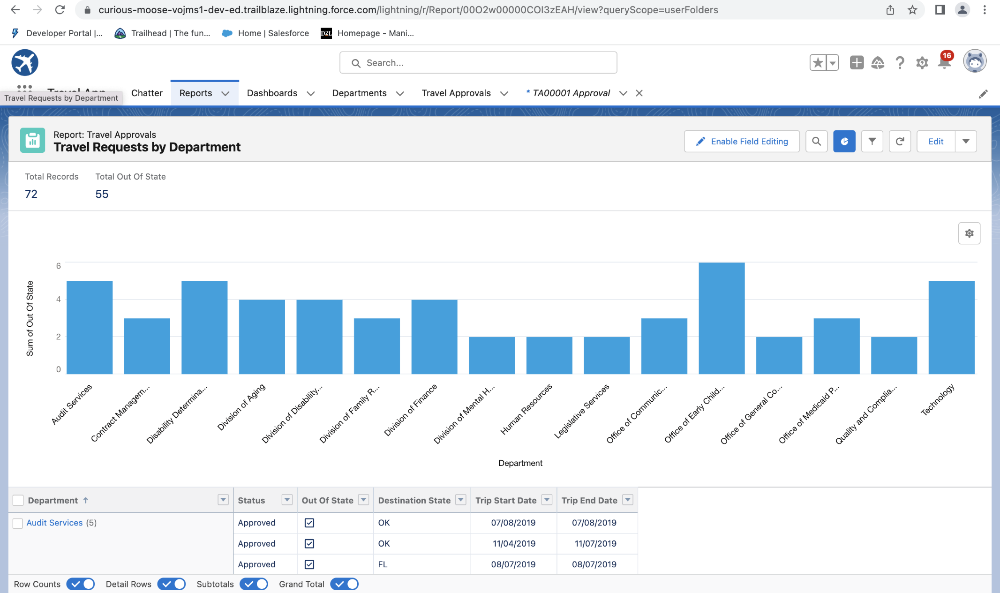 curious-moose-vojms1-dev-ed.trailblaze.lightning.force.com/lightning/r/Report/00O2w00000COI3zEAH/view?queryScope=userFolders
Developer Portal |... Trailhead | The fun... Home | Salesforce D2L Homepage - Mani...
Search...
16
Travel App Chatter Reports Dashboards Departments Travel Approvals * TA00001 Approval
Travel Requests by Department
Report: Travel Approvals
Travel Requests by Department
Enable Field Editing Edit
Total Records Total Out Of State
72 55
6
4
2
0
Sum of Out Of State
Audit Services
Contract Managem...
Disability Determina...
Division of Aging
Division of Disability...
Division of Family R...
Division of Finance
Division of Mental H...
Human Resources
Legislative Services
Office of Communic...
Office of Early Child...
Office of General Co...
Office of Medicaid P...
Quality and Complia...
Technology
Department
Department Status Out Of State Destination State Trip Start Date Trip End Date
Audit Services (5) Approved OK 07/08/2019 07/08/2019
Approved OK 11/04/2019 11/07/2019
Approved FL 08/07/2019 08/07/2019
Row Counts Detail Rows Subtotals Grand Total